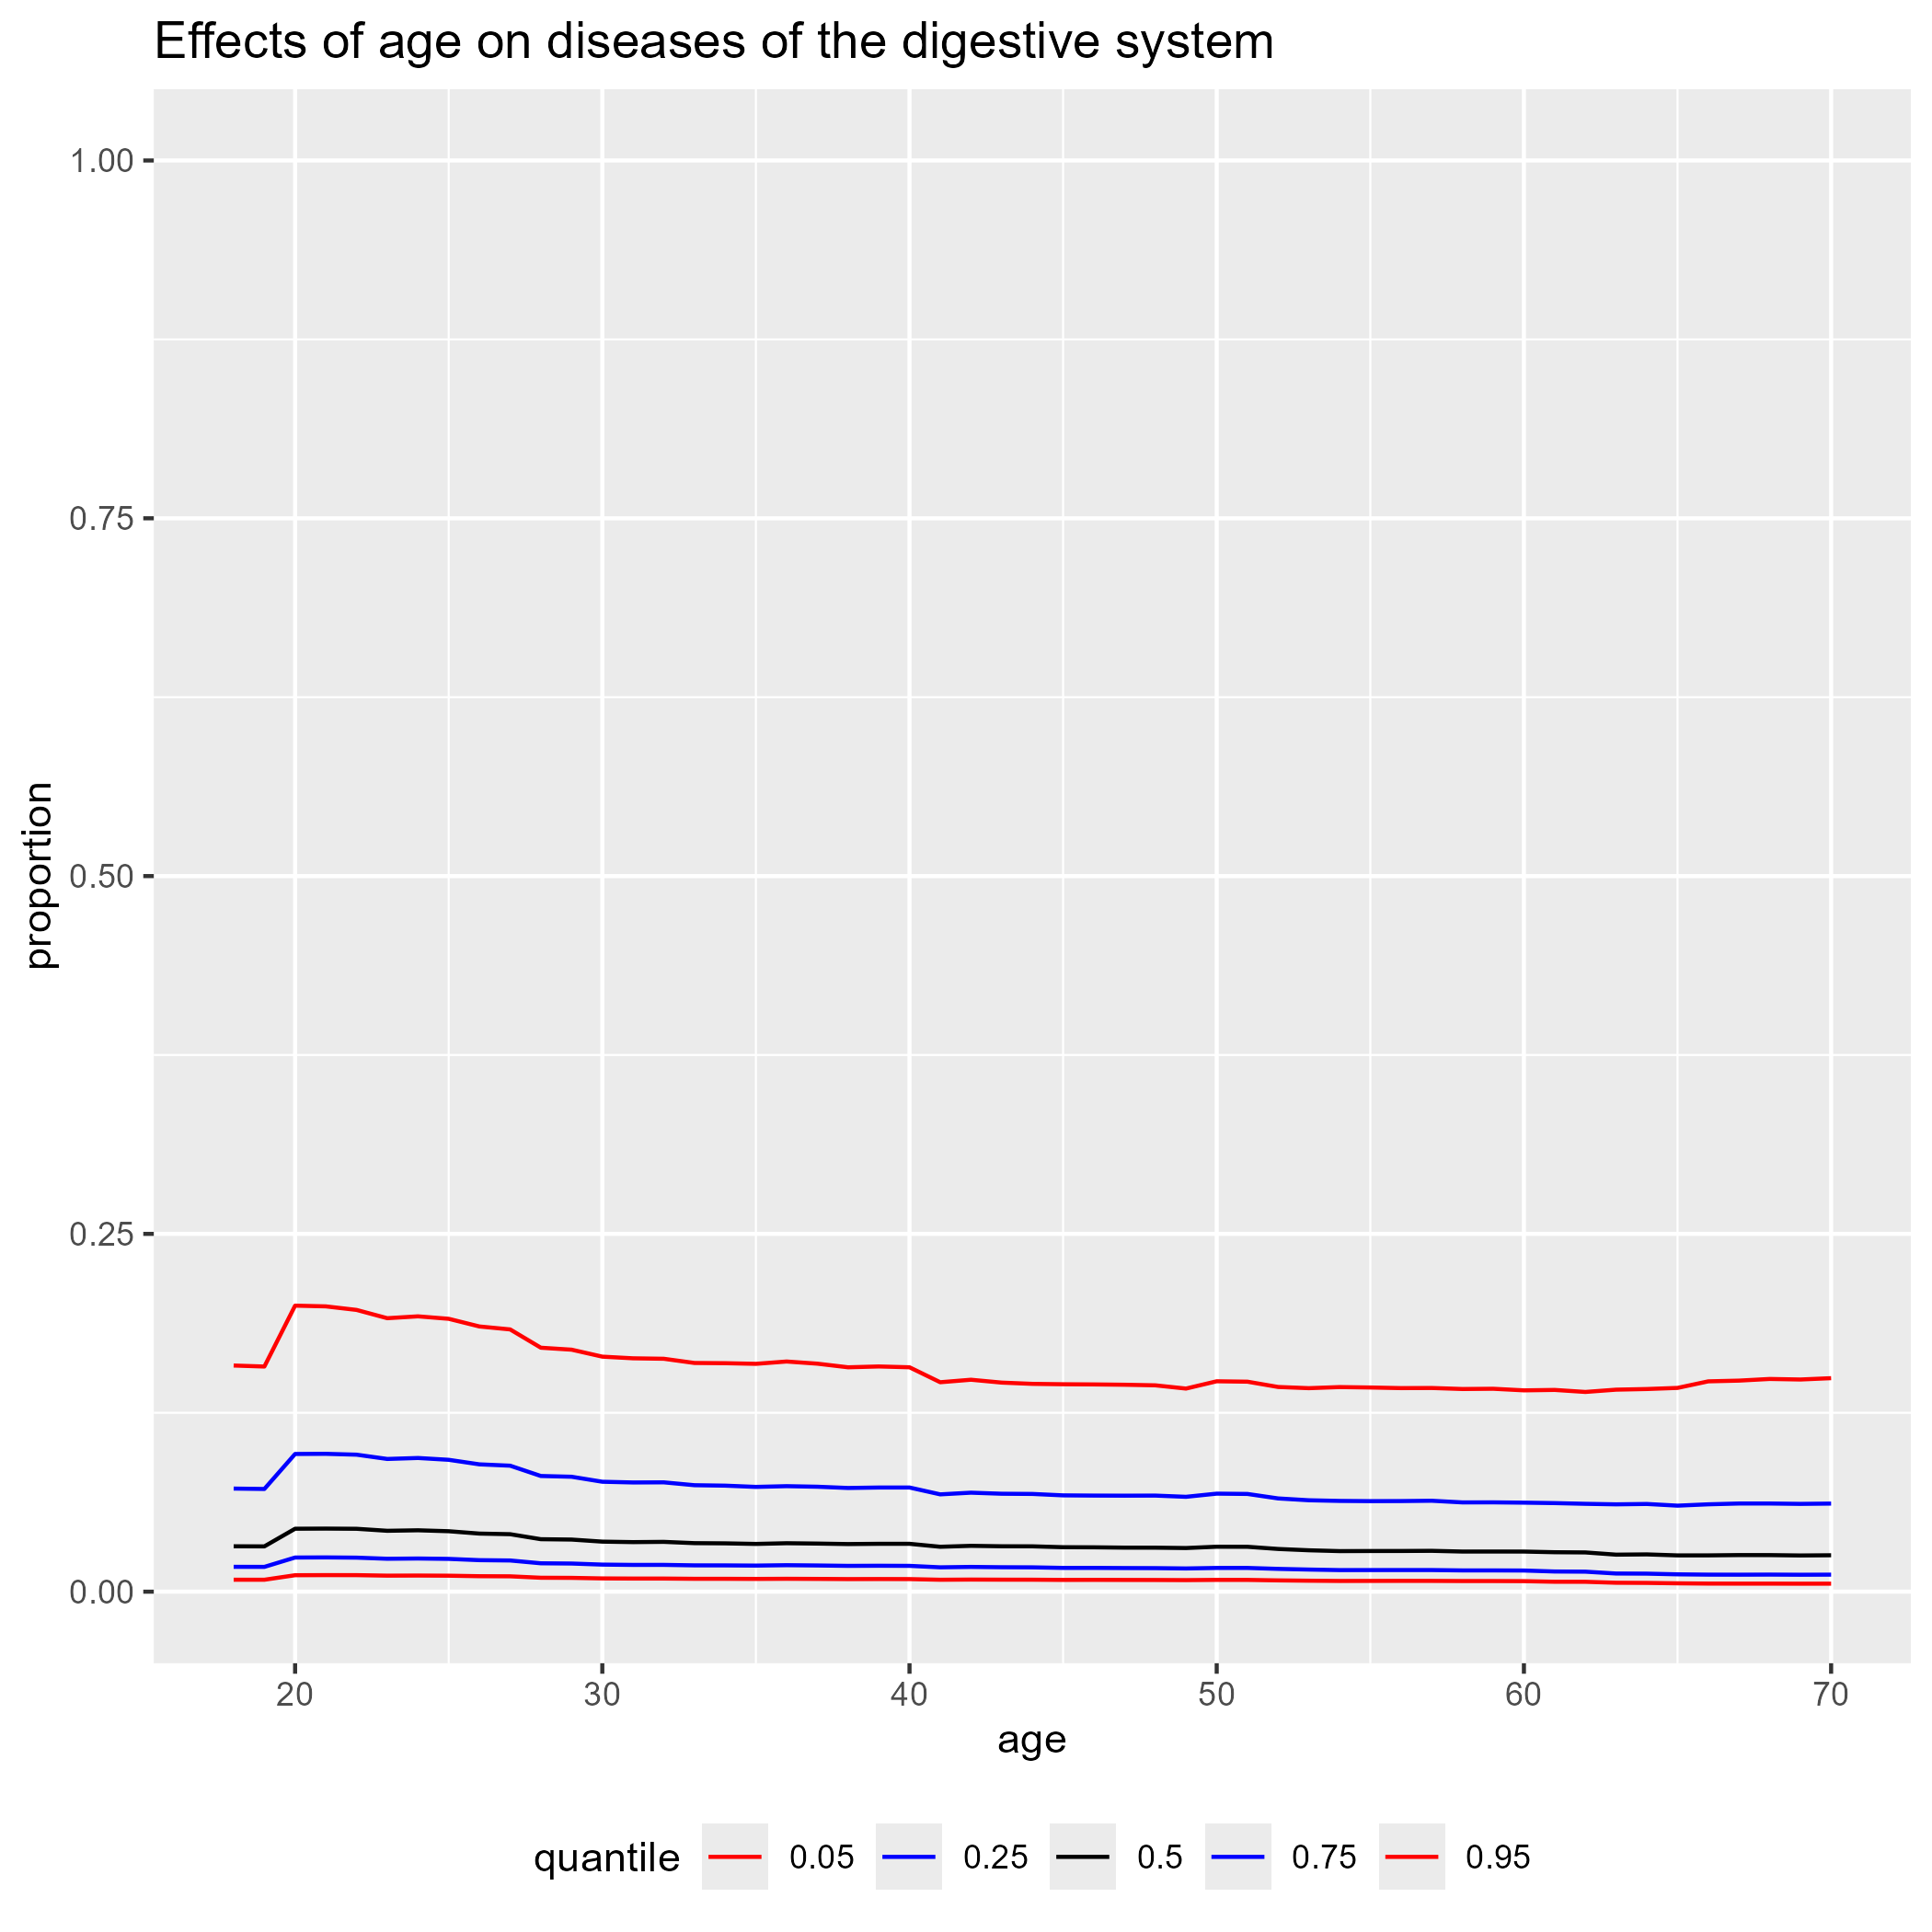 Effects of age on diseases of the digestive system
1.00
0.75
0.50
0.25
0.00
proportion
20 30 40 50 60 70
age
quantile 0.05 0.25 0.5 0.75 0.95